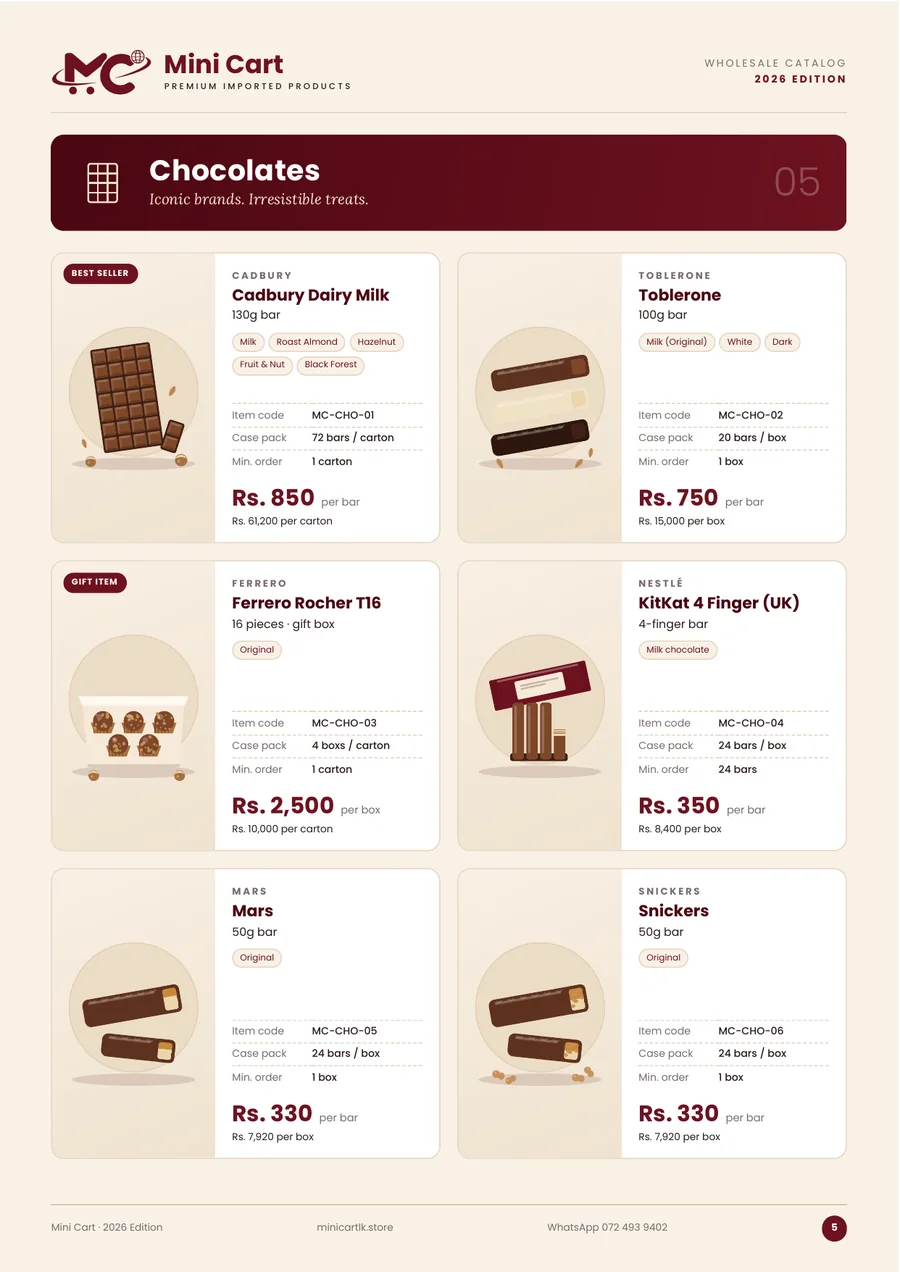 MC
Mini Cart
PREMIUM IMPORTED PRODUCTS
WHOLESALE CATALOG
2026 EDITION
Chocolates
Iconic brands. Irresistible treats.
05
BEST SELLER
CADBURY
Cadbury Dairy Milk
130g bar
Milk Roast Almond Hazelnut
Fruit & Nut Black Forest
Item code MC-CHO-01
Case pack 72 bars / carton
Min. order 1 carton
Rs. 850 per bar
Rs. 61,200 per carton
TOBLERONE
Toblerone
100g bar
Milk (Original) White Dark
Item code MC-CHO-02
Case pack 20 bars / box
Min. order 1 box
Rs. 750 per bar
Rs. 15,000 per box
GIFT ITEM
FERRERO
Ferrero Rocher T16
16 pieces · gift box
Original
Item code MC-CHO-03
Case pack 4 boxs / carton
Min. order 1 carton
Rs. 2,500 per box
Rs. 10,000 per carton
NESTLÉ
KitKat 4 Finger (UK)
4-finger bar
Milk chocolate
Item code MC-CHO-04
Case pack 24 bars / box
Min. order 24 bars
Rs. 350 per bar
Rs. 8,400 per box
MARS
Mars
50g bar
Original
Item code MC-CHO-05
Case pack 24 bars / box
Min. order 1 box
Rs. 330 per bar
Rs. 7,920 per box
SNICKERS
Snickers
50g bar
Original
Item code MC-CHO-06
Case pack 24 bars / box
Min. order 1 box
Rs. 330 per bar
Rs. 7,920 per box
Mini Cart · 2026 Edition
minicartlk.store
WhatsApp 072 493 9402
5